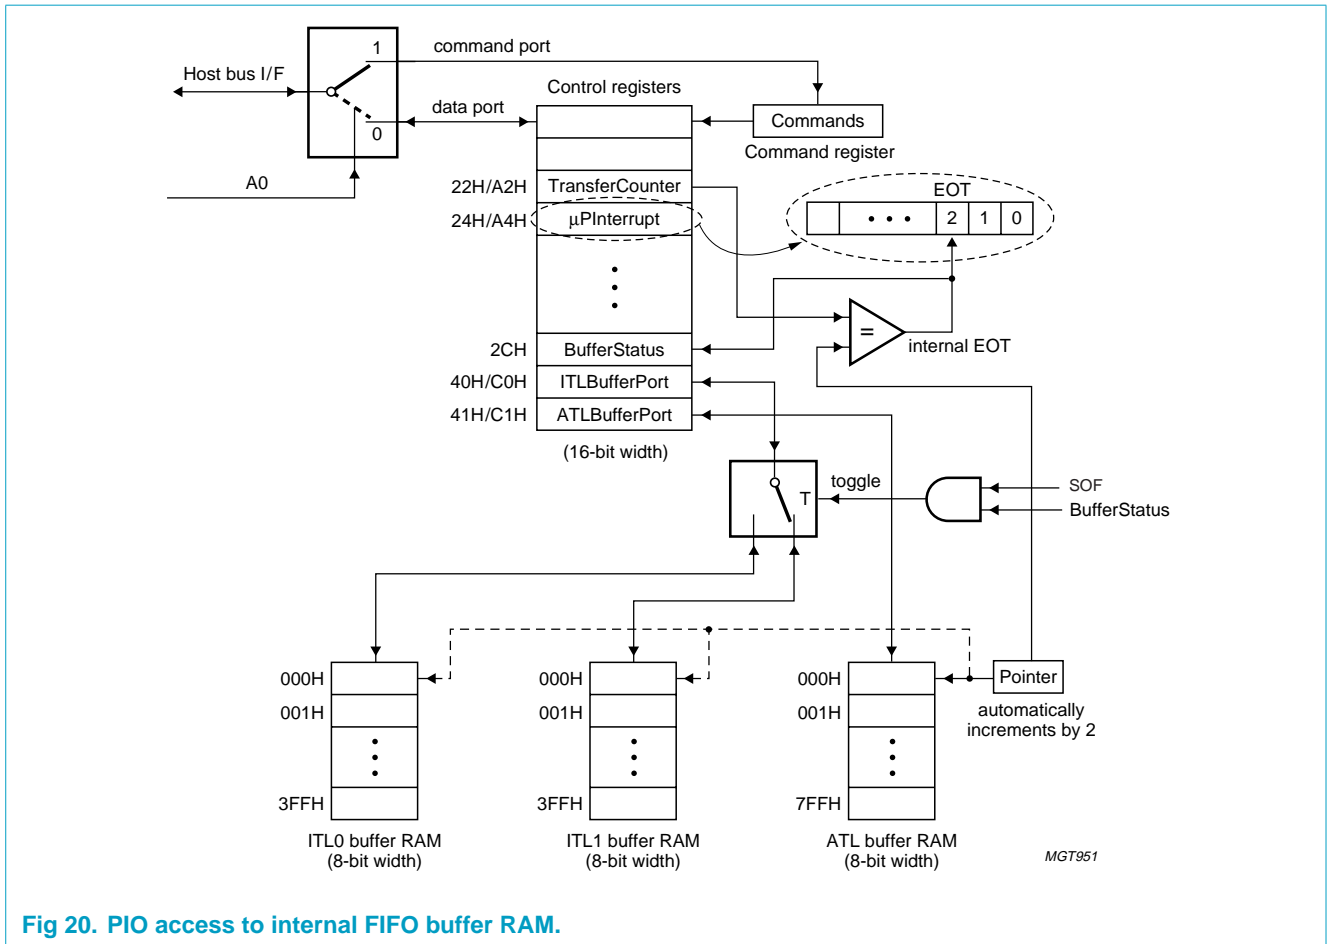 1
command port
Host bus I/F
Control registers
data port
0
Commands
Command register
A0
22H/A2H TransferCounter
EOT
24H/A4H μPInterrupt
• • • 2 1 0
=
internal EOT
2CH BufferStatus
40H/C0H ITLBufferPort
41H/C1H ATLBufferPort
(16-bit width)
T
toggle
SOF
BufferStatus
000H
000H
000H
Pointer
001H
001H
001H
automatically
increments by 2
3FFH
3FFH
7FFH
ITL0 buffer RAM
(8-bit width)
ITL1 buffer RAM
(8-bit width)
ATL buffer RAM
(8-bit width)
MGT951
Fig 20. PIO access to internal FIFO buffer RAM.